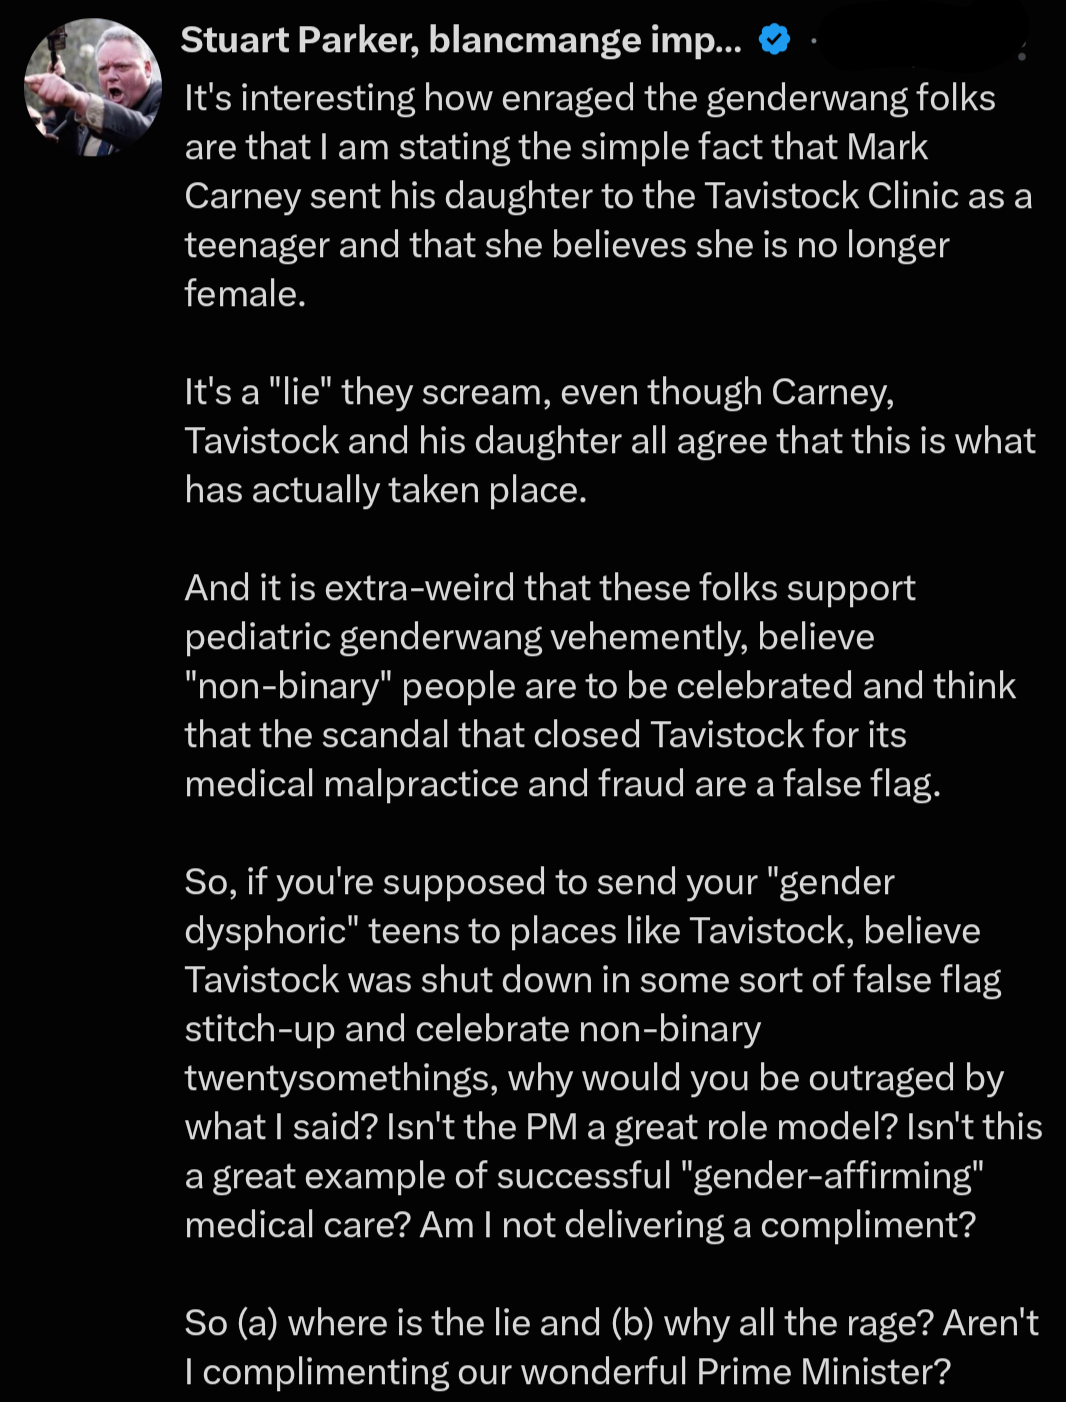 Stuart Parker, blancmange imp...
It's interesting how enraged the genderwang folks
are that I am stating the simple fact that Mark
Carney sent his daughter to the Tavistock Clinic as a
teenager and that she believes she is no longer
female.
It's a "lie" they scream, even though Carney,
Tavistock and his daughter all agree that this is what
has actually taken place.
And it is extra-weird that these folks support
pediatric genderwang vehemently, believe
"non-binary" people are to be celebrated and think
that the scandal that closed Tavistock for its
medical malpractice and fraud are a false flag.
So, if you're supposed to send your "gender
dysphoric" teens to places like Tavistock, believe
Tavistock was shut down in some sort of false flag
stitch-up and celebrate non-binary
twentysomethings, why would you be outraged by
what I said? Isn't the PM a great role model? Isn't this
a great example of successful "gender-affirming"
medical care? Am I not delivering a compliment?
So (a) where is the lie and (b) why all the rage? Aren't
I complimenting our wonderful Prime Minister?